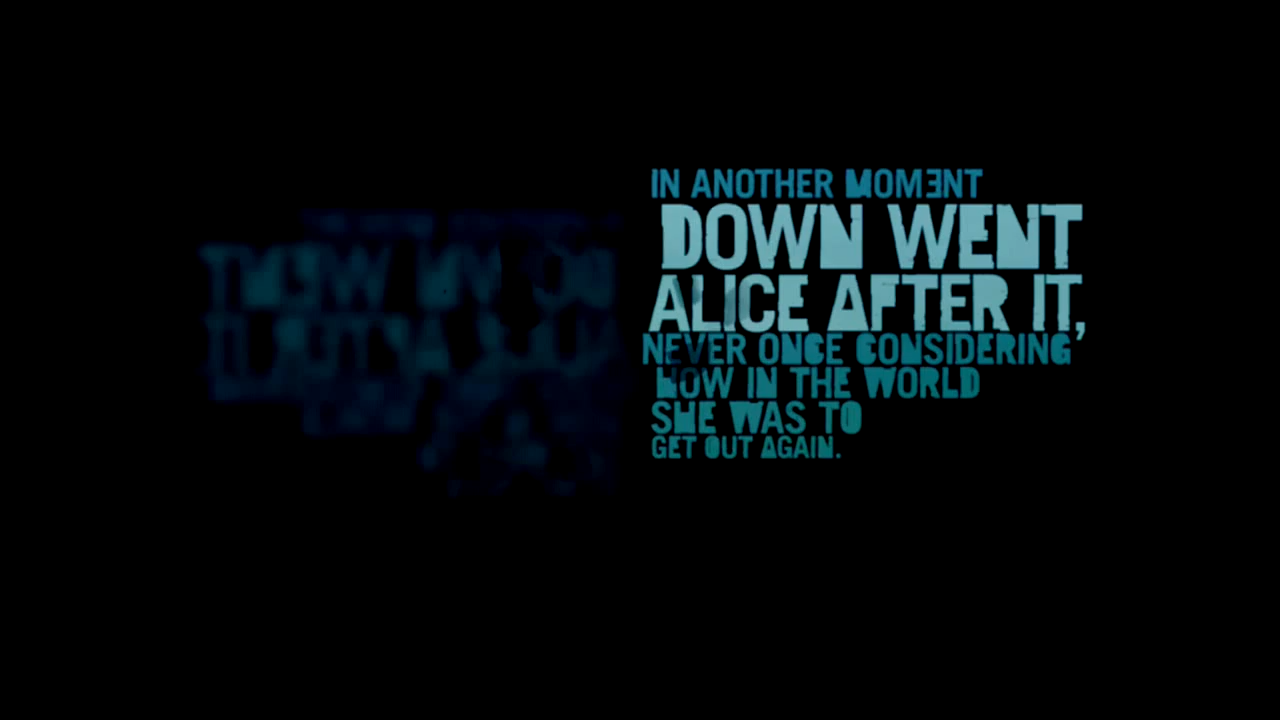 IN ANOTHER MOMENT
DOWN WENT
ALICE AFTER IT,
NEVER ONCE CONSIDERING
HOW IN THE WORLD
SHE WAS TO
GET OUT AGAIN.